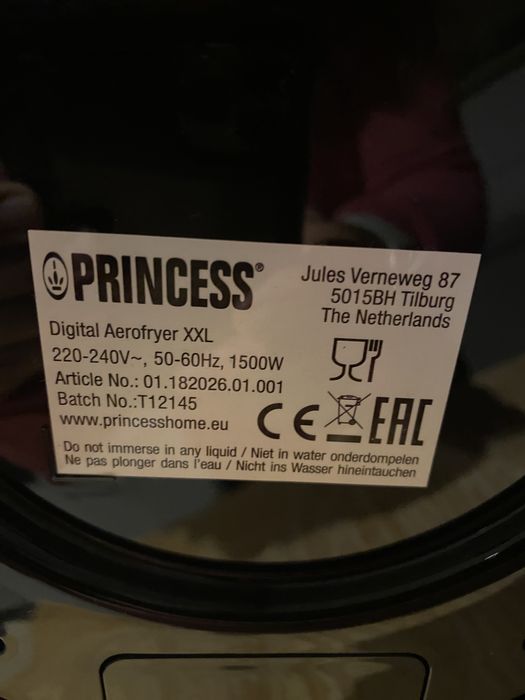 PRINCESS®
Jules Verneweg 87
5015BH Tilburg
The Netherlands
Digital Aerofryer XXL
220-240V~, 50-60Hz, 1500W
Article No.: 01.182026.01.001
Batch No.:T12145
www.princesshome.eu
CE
EAC
Do not immerse in any liquid / Niet in water onderdompelen
Ne pas plonger dans l'eau / Nicht ins Wasser hineintauchen